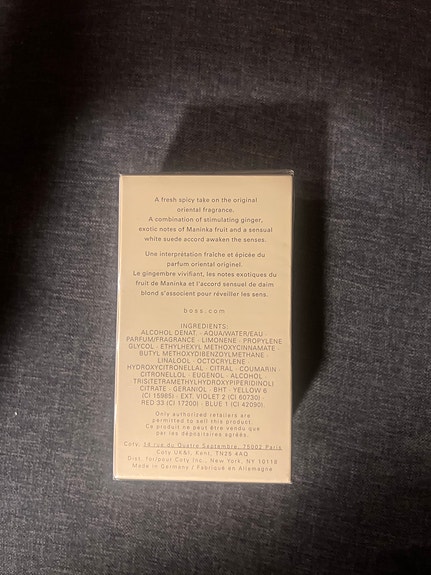 A fresh spicy take on the original
oriental fragrance.
A combination of stimulating ginger,
exotic notes of Maninka fruit and a sensual
white suede accord awaken the senses.
Une interprétation fraîche et épicée du
parfum oriental originel.
Le gingembre vivifiant, les notes exotiques du
fruit de Maninka et l'accord sensuel de daim
blond s'associent pour réveiller les sens.
boss.com
INGREDIENTS:
ALCOHOL DENAT. - AQUA/WATER/EAU
PARFUM/FRAGRANCE - LIMONENE - PROPYLENE
GLYCOL - ETHYLHEXYL METHOXYCINNAMATE -
BUTYL METHOXYDIBENZOYLMETHANE -
LINALOOL - OCTOCRYLENE
HYDROXYCITRONELLAL - CITRAL - COUMARIN
CITRONELLOL - EUGENOL - ALCOHOL -
TRIS(TETRAMETHYLHYDROXYPIPERIDINOL)
CITRATE - GERANIOL - BHT - YELLOW 6
(CI 15985) - EXT. VIOLET 2 (CI 60730)
RED 33 (CI 17200) - BLUE 1 (CI 42090).
Only authorized retailers are
permitted to sell this product.
Ce produit ne peut être vendu que
par les dépositaires agréés.
Coty, 14 rue du Quatre Septembre, 75002 Paris
Coty UK&I, Kent, TN25 4AQ
Dist. for/pour Coty Inc., New York, NY 10118
Made in Germany / Fabriqué en Allemagne